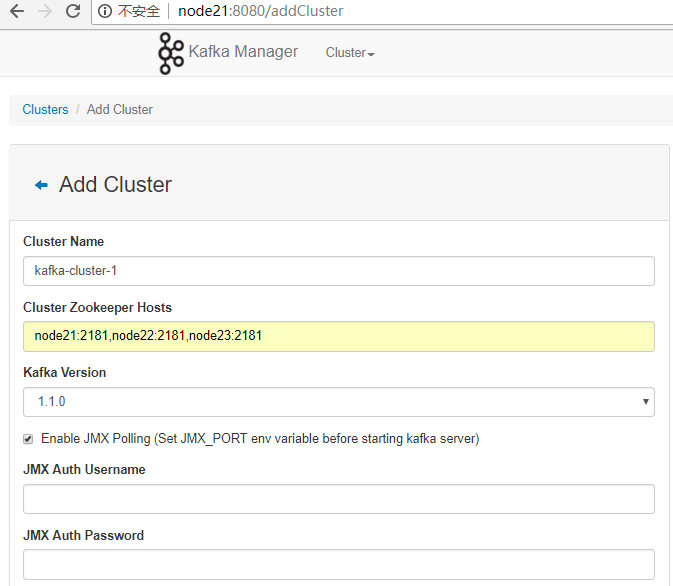 不安全 node21:8080/addCluster
Kafka Manager Cluster
Clusters / Add Cluster
Add Cluster
Cluster Name
kafka-cluster-1
Cluster Zookeeper Hosts
node21:2181,node22:2181,node23:2181
Kafka Version
1.1.0
Enable JMX Polling (Set JMX_PORT env variable before starting kafka server)
JMX Auth Username
JMX Auth Password